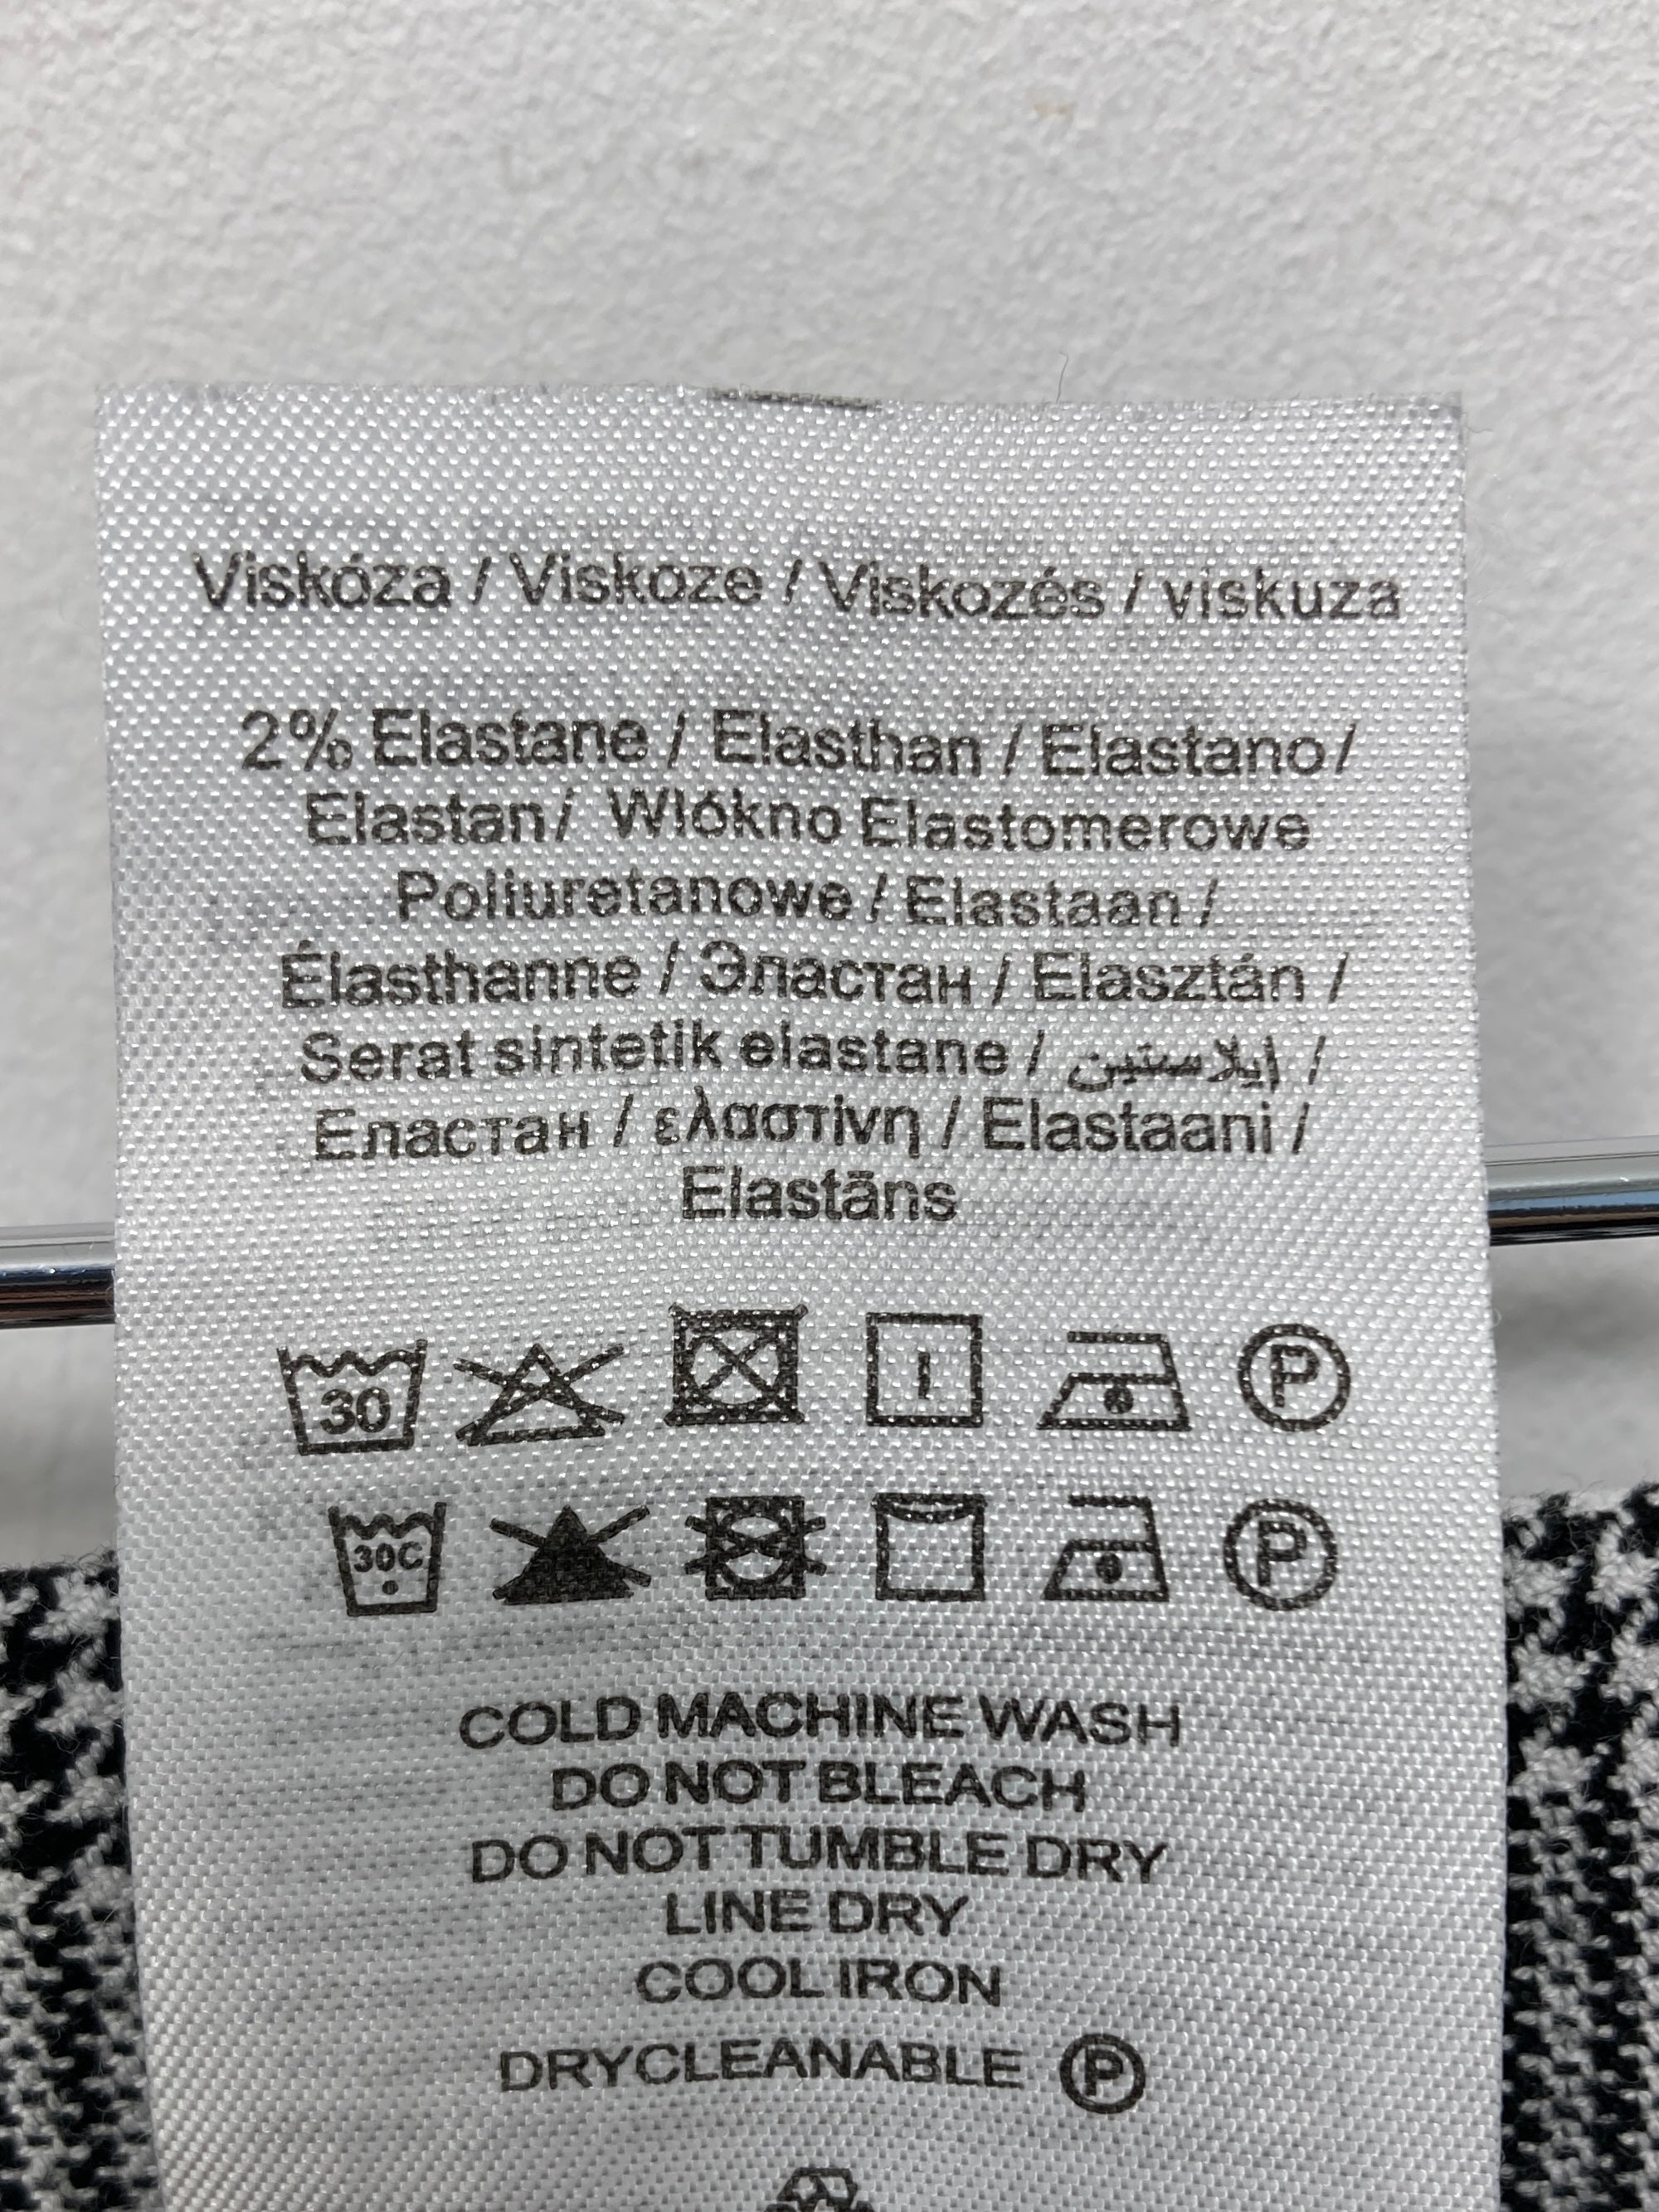 Viskóza / Viskoze / Viskozés / viskuza
2% Elastane / Elasthan / Elastano/
Elastan/ Wlókno Elastomerowe
Poliuretanowe / Elastaan /
Élasthanne / Эластан / Elasztán /
Serat sintetik elastane / إيلاستين /
Еластан / ελαστίνη / Elastaani /
Elastāns
30 P
30C P
COLD MACHINE WASH
DO NOT BLEACH
DO NOT TUMBLE DRY
LINE DRY
COOL IRON
DRYCLEANABLE P